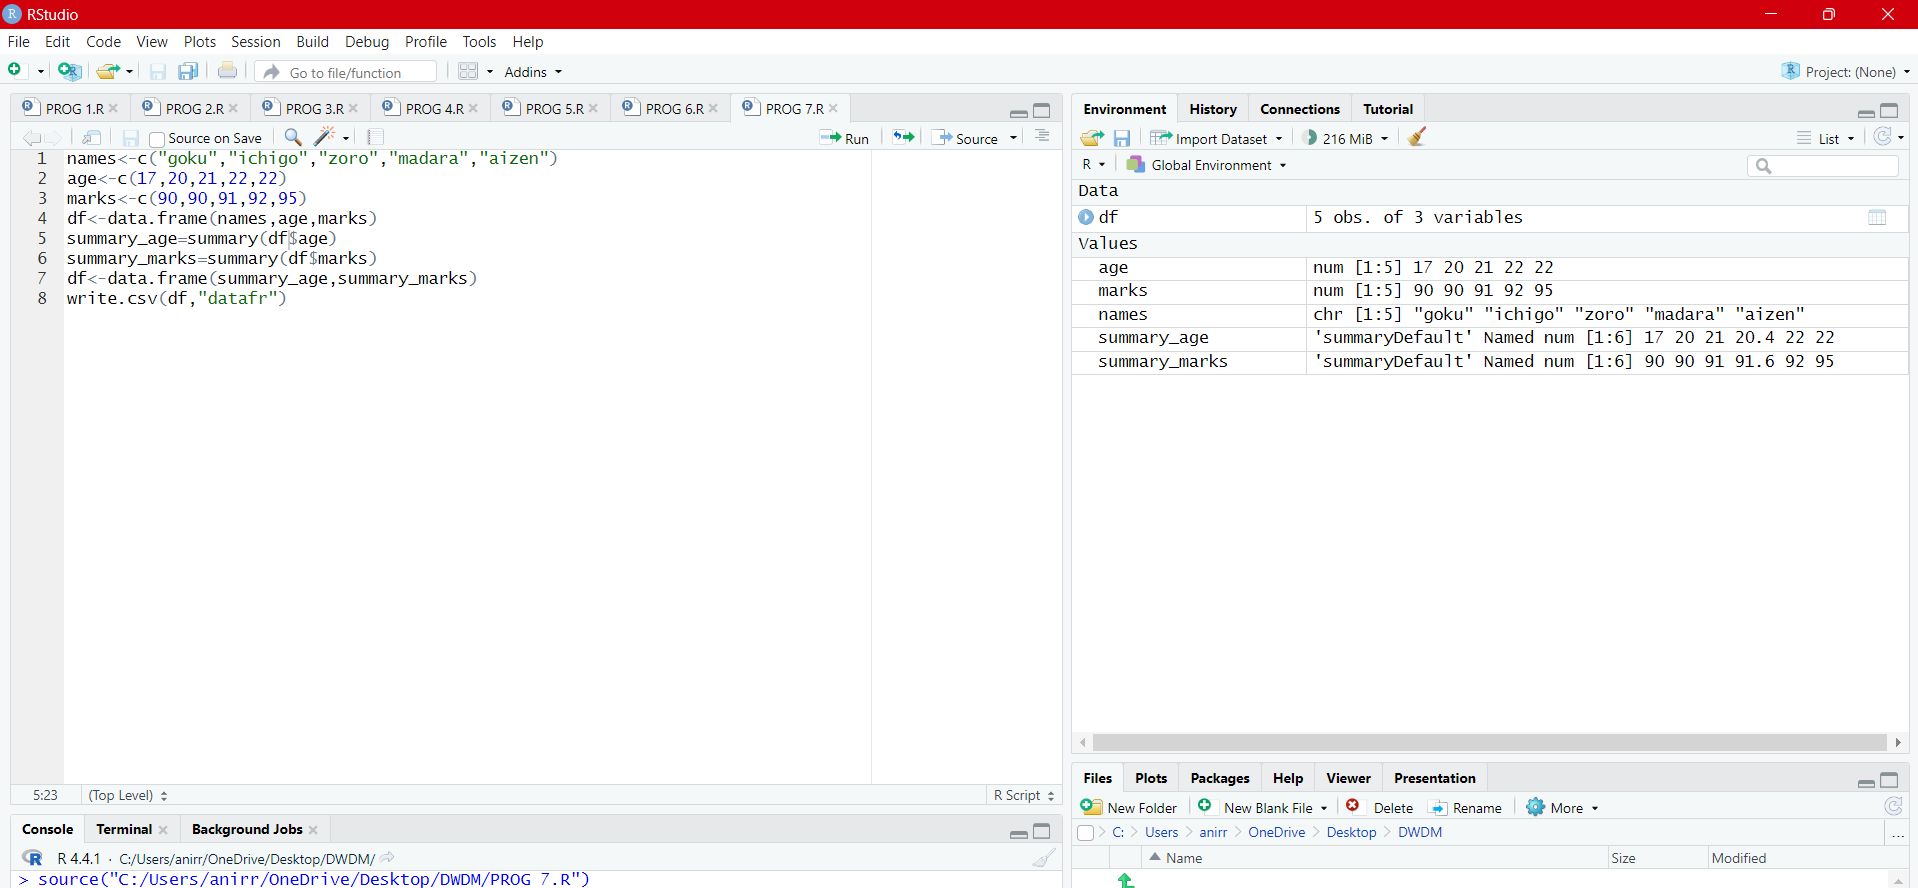 RStudio
File Edit Code View Plots Session Build Debug Profile Tools Help
Go to file/function Addins Project: (None)
PROG 1.R PROG 2.R PROG 3.R PROG 4.R PROG 5.R PROG 6.R PROG 7.R
Source on Save Run Source
1 names<-c("goku","ichigo","zoro","madara","aizen")
2 age<-c(17,20,21,22,22)
3 marks<-c(90,90,91,92,95)
4 df<-data.frame(names,age,marks)
5 summary_age=summary(df$age)
6 summary_marks=summary(df$marks)
7 df<-data.frame(summary_age,summary_marks)
8 write.csv(df,"datafr")
5:23 (Top Level) R Script
Console Terminal Background Jobs
R 4.4.1 · C:/Users/anirr/OneDrive/Desktop/DWDM/
> source("C:/Users/anirr/OneDrive/Desktop/DWDM/PROG 7.R")
Environment History Connections Tutorial
Import Dataset 216 MiB List
R Global Environment
Data
df 5 obs. of 3 variables
Values
age num [1:5] 17 20 21 22 22
marks num [1:5] 90 90 91 92 95
names chr [1:5] "goku" "ichigo" "zoro" "madara" "aizen"
summary_age 'summaryDefault' Named num [1:6] 17 20 21 20.4 22 22
summary_marks 'summaryDefault' Named num [1:6] 90 90 91 91.6 92 95
Files Plots Packages Help Viewer Presentation
New Folder New Blank File Delete Rename More
C: Users anirr OneDrive Desktop DWDM ...
Name Size Modified